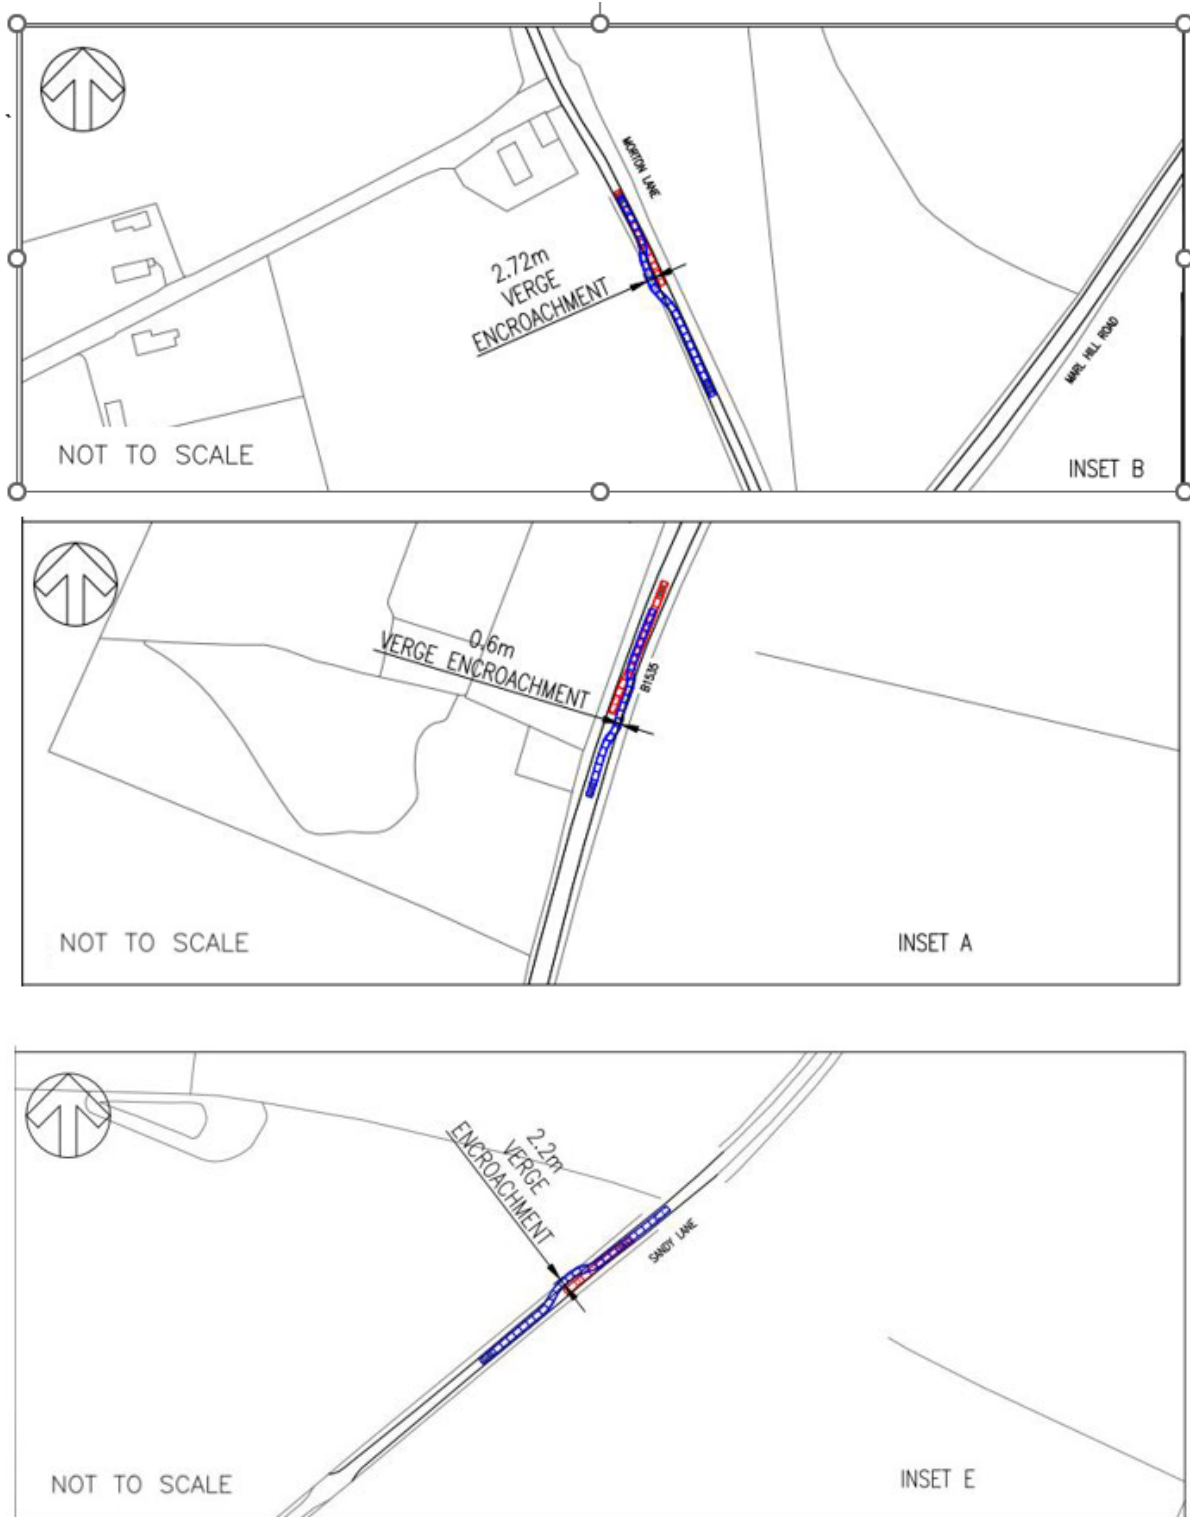 MORTON LANE
2.72m
VERGE
ENCROACHMENT
MARL HILL ROAD
NOT TO SCALE
INSET B
0.6m
VERGE ENCROACHMENT
B1535
NOT TO SCALE
INSET A
2.2m
VERGE
ENCROACHMENT
SANDY LANE
NOT TO SCALE
INSET E